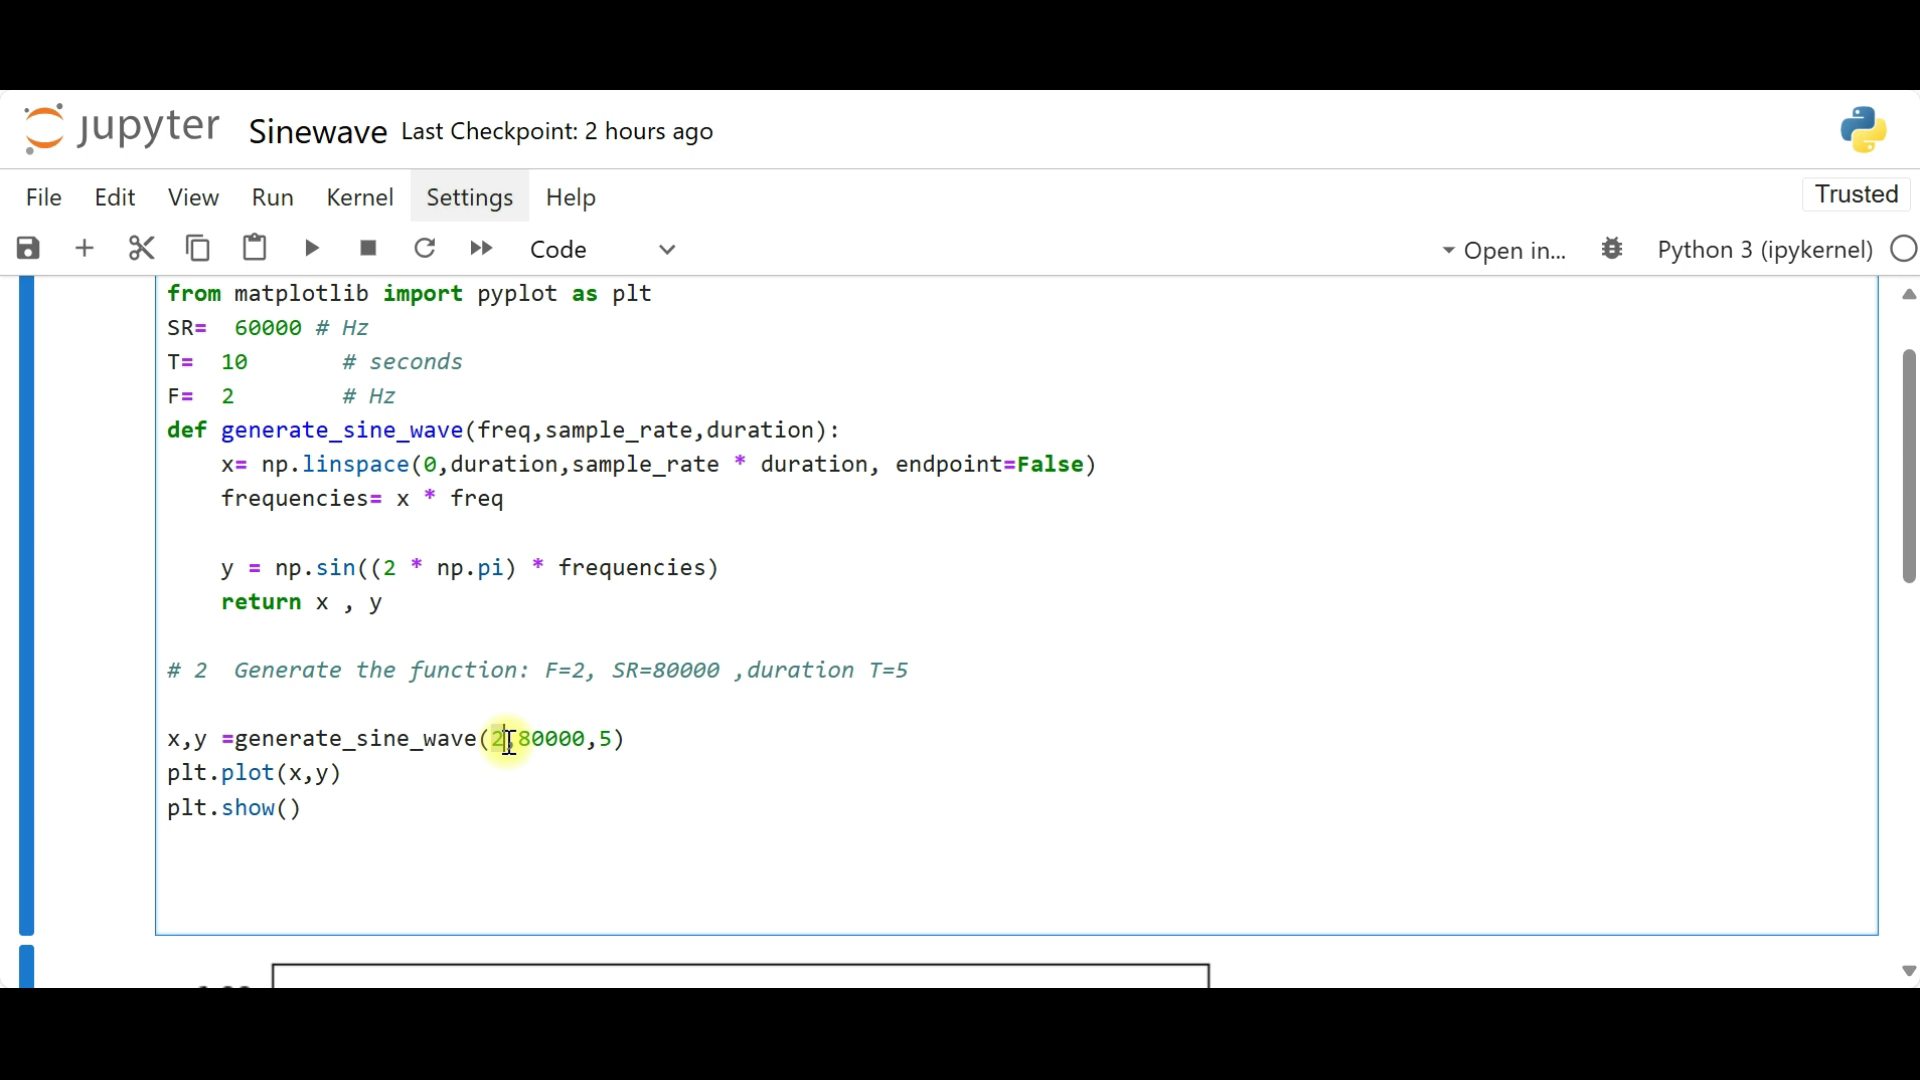 jupyter Sinewave Last Checkpoint: 2 hours ago
File Edit View Run Kernel Settings Help Trusted
Code Open in... Python 3 (ipykernel)
from matplotlib import pyplot as plt
SR= 60000 # Hz
T= 10 # seconds
F= 2 # Hz
def generate_sine_wave(freq,sample_rate,duration):
x= np.linspace(0,duration,sample_rate * duration, endpoint=False)
frequencies= x * freq
y = np.sin((2 * np.pi) * frequencies)
return x , y
# 2 Generate the function: F=2, SR=80000 ,duration T=5
x,y =generate_sine_wave(2,80000,5)
plt.plot(x,y)
plt.show()